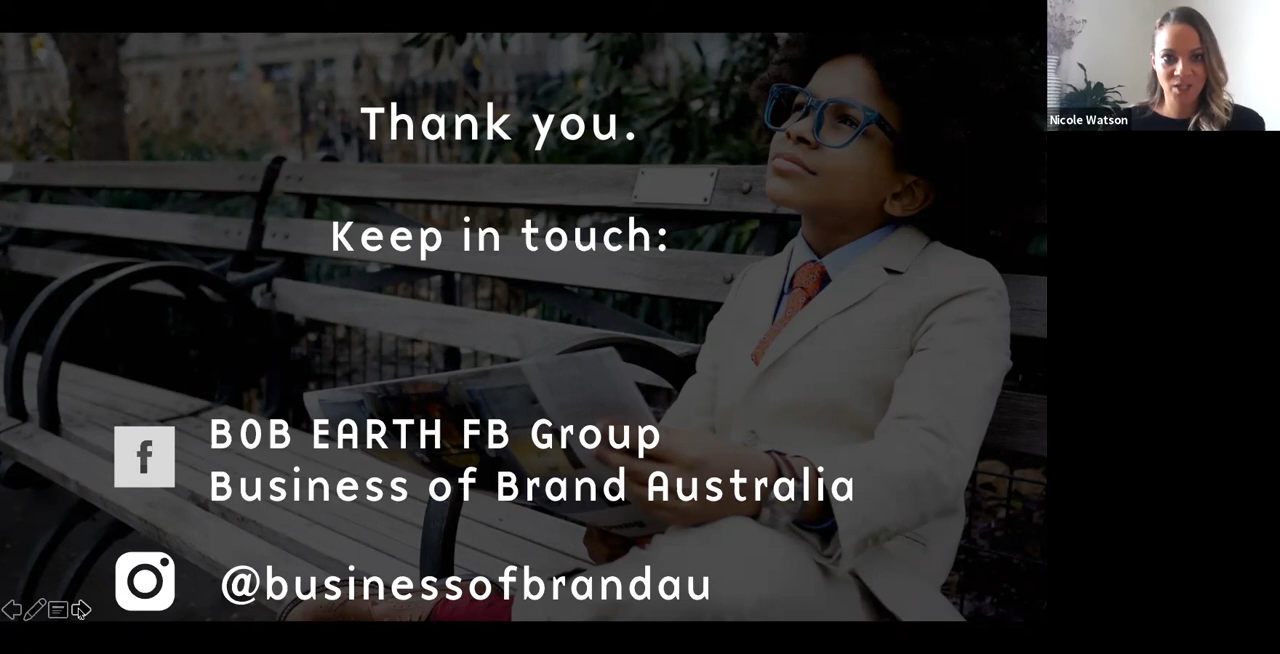 Thank you.
Keep in touch:
BOB EARTH FB Group
Business of Brand Australia
@businessofbrandau
Nicole Watson